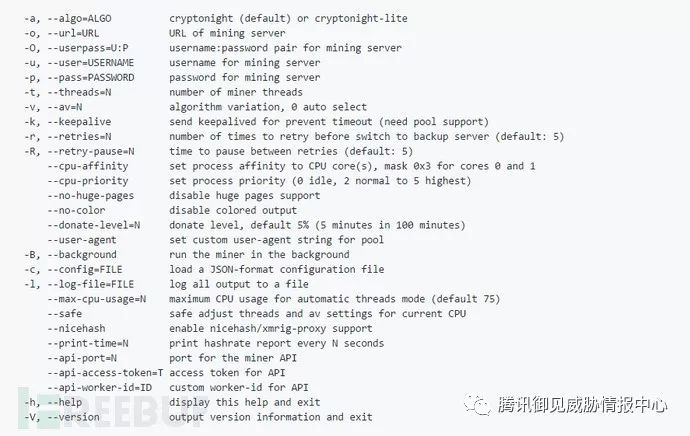 -a, --algo=ALGO cryptonight (default) or cryptonight-lite
-o, --url=URL URL of mining server
-O, --userpass=U:P username:password pair for mining server
-u, --user=USERNAME username for mining server
-p, --pass=PASSWORD password for mining server
-t, --threads=N number of miner threads
-v, --av=N algorithm variation, 0 auto select
-k, --keepalive send keepalived for prevent timeout (need pool support)
-r, --retries=N number of times to retry before switch to backup server (default: 5)
-R, --retry-pause=N time to pause between retries (default: 5)
--cpu-affinity set process affinity to CPU core(s), mask 0x3 for cores 0 and 1
--cpu-priority set process priority (0 idle, 2 normal to 5 highest)
--no-huge-pages disable huge pages support
--no-color disable colored output
--donate-level=N donate level, default 5% (5 minutes in 100 minutes)
--user-agent set custom user-agent string for pool
-B, --background run the miner in the background
-c, --config=FILE load a JSON-format configuration file
-l, --log-file=FILE log all output to a file
--max-cpu-usage=N maximum CPU usage for automatic threads mode (default 75)
--safe safe adjust threads and av settings for current CPU
--nicehash enable nicehash/xmrig-proxy support
--print-time=N print hashrate report every N seconds
--api-port=N port for the miner API
--api-access-token=T access token for API
--api-worker-id=ID custom worker-id for API
-h, --help display this help and exit
-V, --version output version information and exit
REEBUF
腾讯御见威胁情报中心